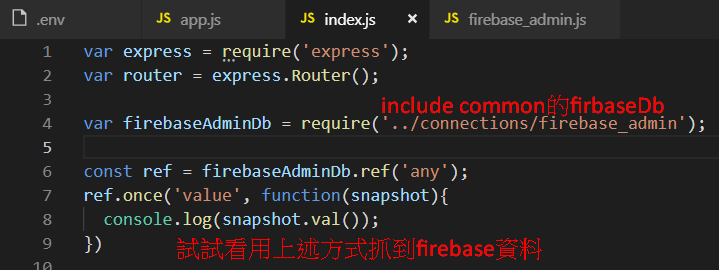 .env app.js index.js × firebase_admin.js
1 var express = require('express');
2 var router = express.Router();
3
include common的firbaseDb
4 var firebaseAdminDb = require('../connections/firebase_admin');
5
6 const ref = firebaseAdminDb.ref('any');
7 ref.once('value', function(snapshot){
8 console.log(snapshot.val());
9 })
試試看用上述方式抓到firebase資料
10